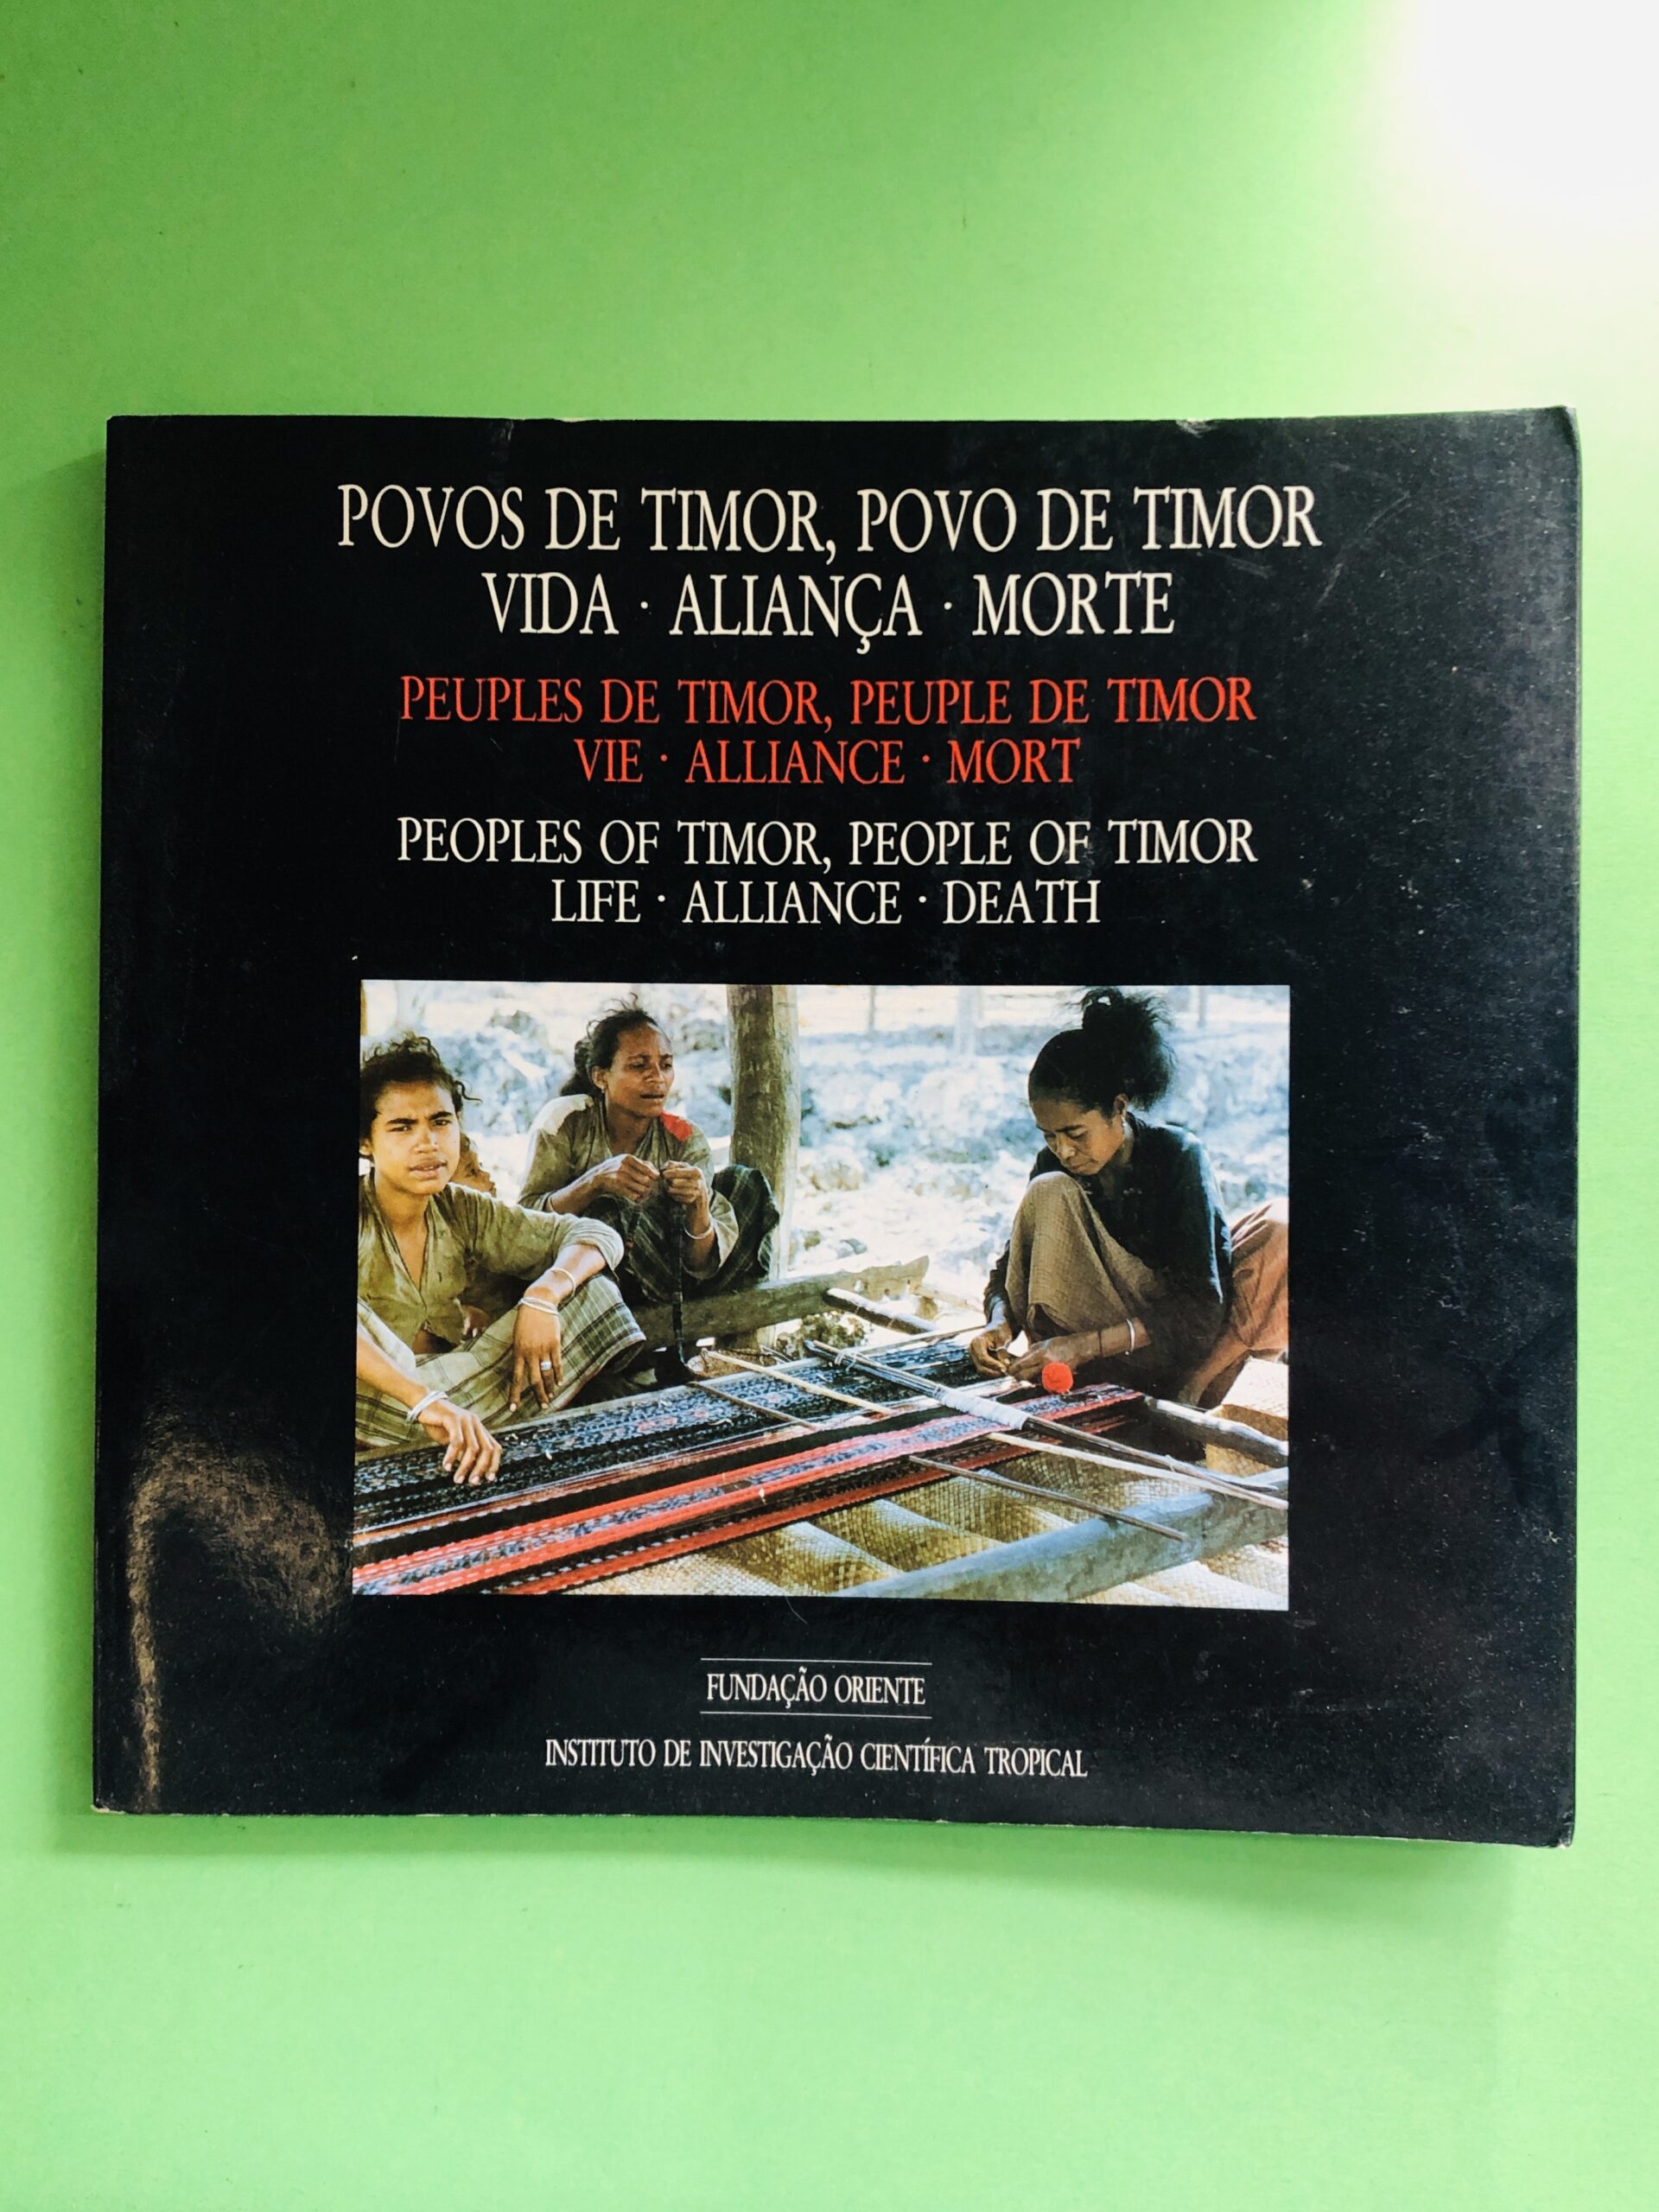 POVOS DE TIMOR, POVO DE TIMOR
VIDA · ALIANÇA · MORTE
PEUPLES DE TIMOR, PEUPLE DE TIMOR
VIE · ALLIANCE · MORT
PEOPLES OF TIMOR, PEOPLE OF TIMOR
LIFE · ALLIANCE · DEATH
FUNDAÇÃO ORIENTE
INSTITUTO DE INVESTIGAÇÃO CIENTÍFICA TROPICAL